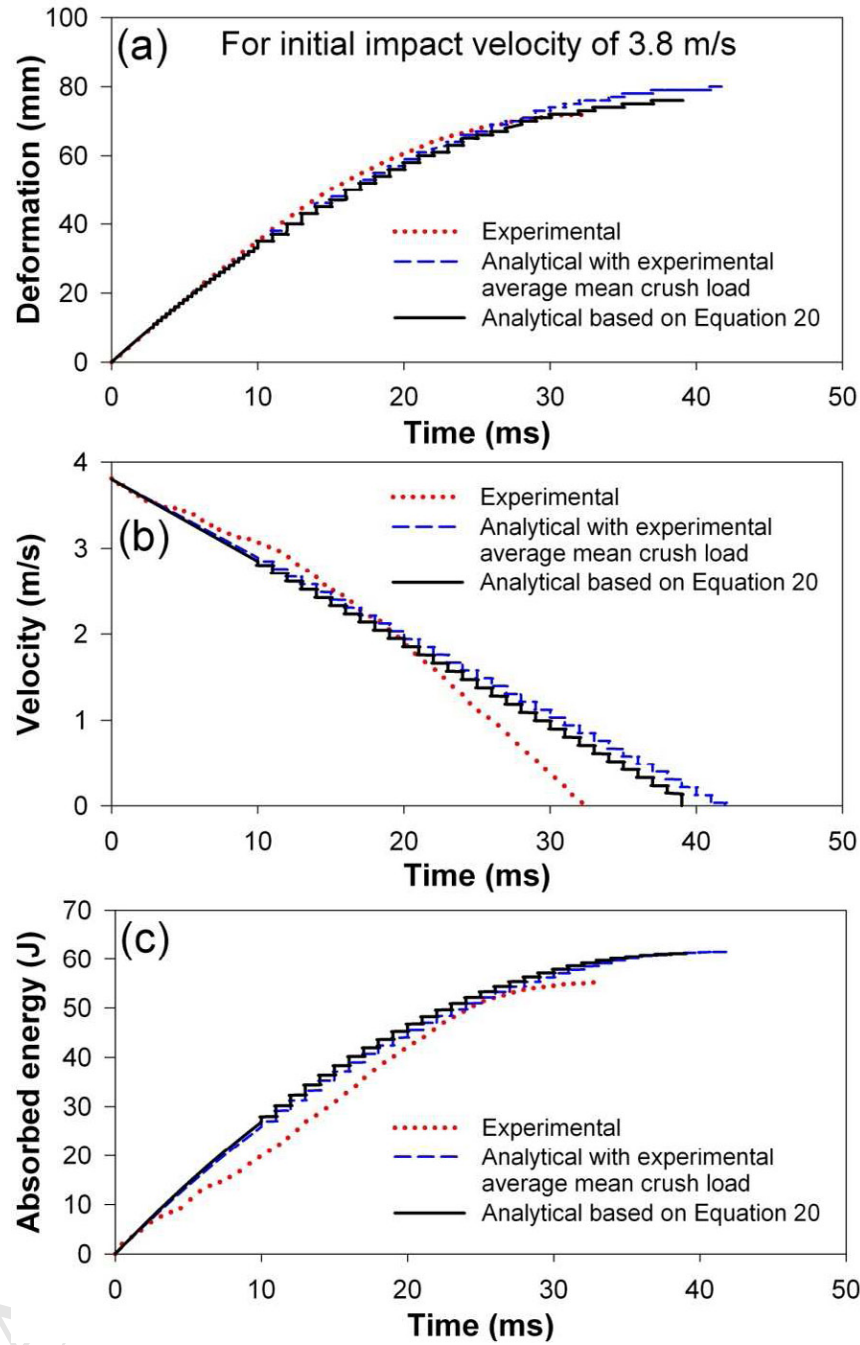 (a) For initial impact velocity of 3.8 m/s
Deformation (mm)
100
80
60
40
20
0
Experimental
Analytical with experimental
average mean crush load
Analytical based on Equation 20
0 10 20 30 40 50
Time (ms)
(b)
Velocity (m/s)
4
3
2
1
0
Experimental
Analytical with experimental
average mean crush load
Analytical based on Equation 20
0 10 20 30 40 50
Time (ms)
(c)
Absorbed energy (J)
70
60
50
40
30
20
10
0
Experimental
Analytical with experimental
average mean crush load
Analytical based on Equation 20
0 10 20 30 40 50
Time (ms)